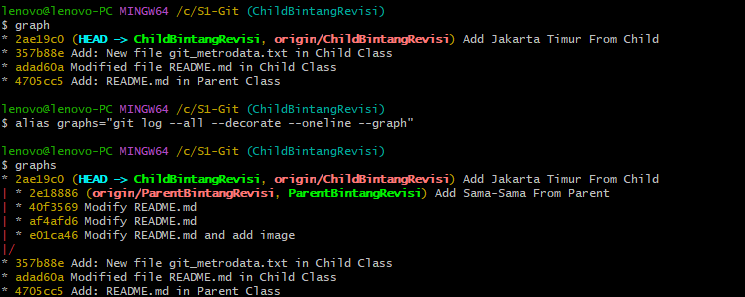 lenovo@lenovo-PC MINGW64 /c/S1-Git (ChildBintangRevisi)
$ graph
* 2ae19c0 (HEAD -> ChildBintangRevisi, origin/ChildBintangRevisi) Add Jakarta Timur From Child
* 357b88e Add: New file git_metrodata.txt in Child Class
* adad60a Modified file README.md in Child Class
* 4705cc5 Add: README.md in Parent Class
lenovo@lenovo-PC MINGW64 /c/S1-Git (ChildBintangRevisi)
$ alias graphs="git log --all --decorate --oneline --graph"
lenovo@lenovo-PC MINGW64 /c/S1-Git (ChildBintangRevisi)
$ graphs
* 2ae19c0 (HEAD -> ChildBintangRevisi, origin/ChildBintangRevisi) Add Jakarta Timur From Child
| * 2e18886 (origin/ParentBintangRevisi, ParentBintangRevisi) Add Sama-Sama From Parent
| * 40f3569 Modify README.md
| * af4afd6 Modify README.md
| * e01ca46 Modify README.md and add image
|/
* 357b88e Add: New file git_metrodata.txt in Child Class
* adad60a Modified file README.md in Child Class
* 4705cc5 Add: README.md in Parent Class